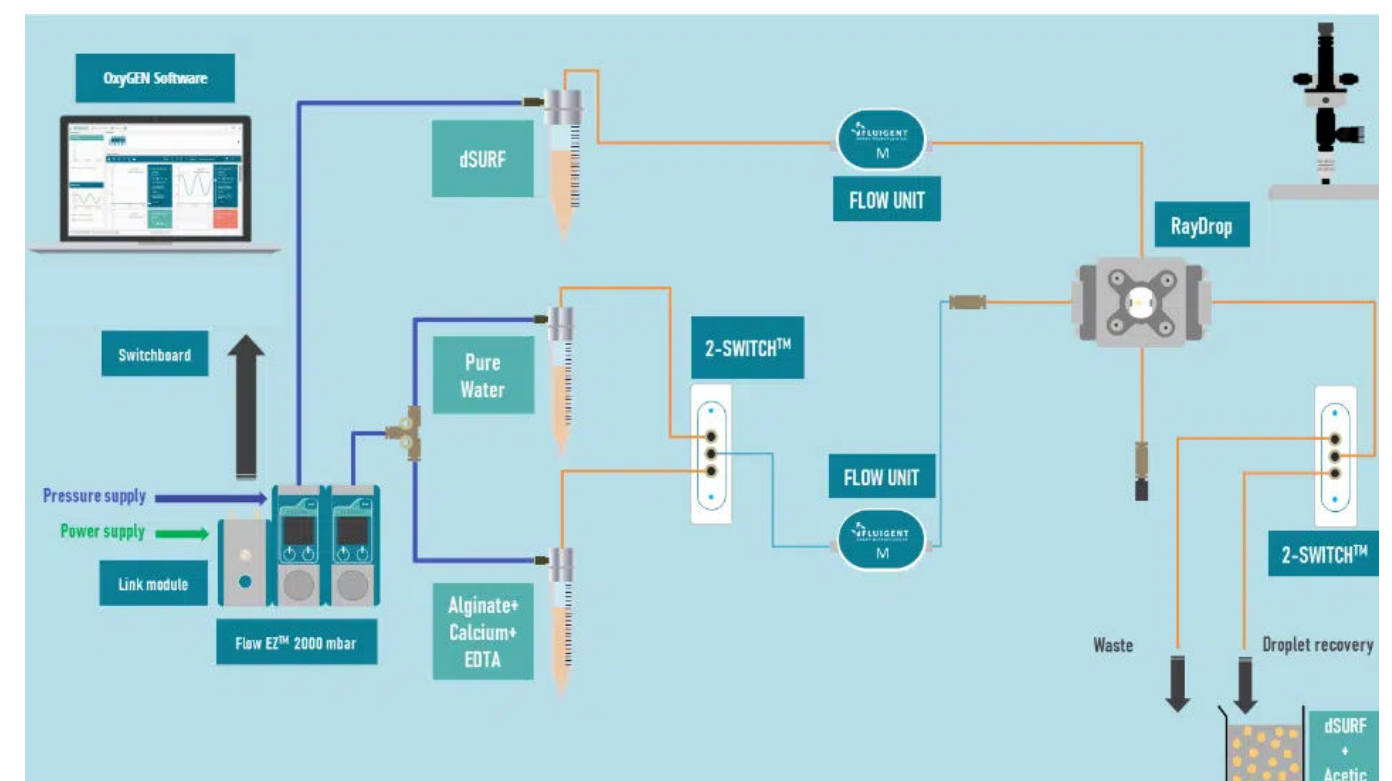 OxyGEN Software
dSURF
FLUIGENT
M
FLOW UNIT
RayDrop
Switchboard
Pure
Water
2-SWITCH™
Pressure supply
Power supply
Link module
Flow EZ™ 2000 mbar
Alginate+
Calcium+
EDTA
FLOW UNIT
FLUIGENT
M
2-SWITCH™
Waste
Droplet recovery
dSURF
+
Acetic